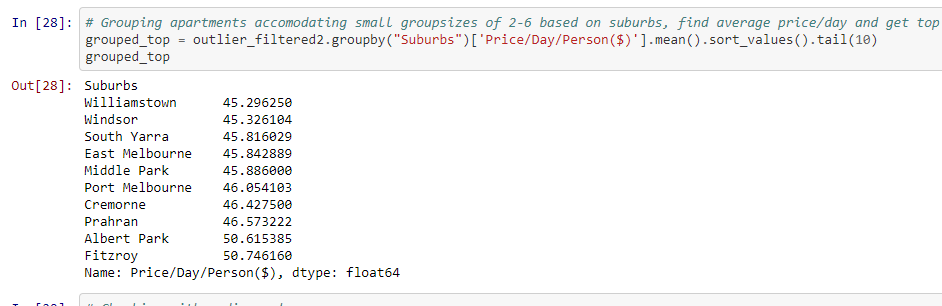 In [28]: # Grouping apartments accomodating small groupsizes of 2-6 based on suburbs, find average price/day and get top
grouped_top = outlier_filtered2.groupby("Suburbs")['Price/Day/Person($)'].mean().sort_values().tail(10)
grouped_top
Out[28]: Suburbs
Williamstown 45.296250
Windsor 45.326104
South Yarra 45.816029
East Melbourne 45.842889
Middle Park 45.886000
Port Melbourne 46.054103
Cremorne 46.427500
Prahran 46.573222
Albert Park 50.615385
Fitzroy 50.746160
Name: Price/Day/Person($), dtype: float64